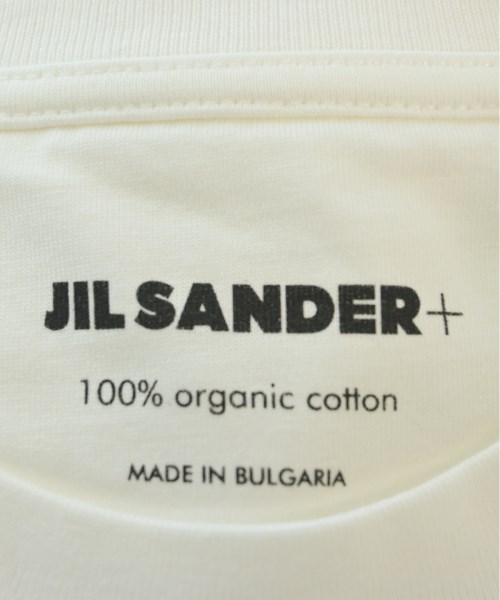 JIL SANDER+
100% organic cotton
MADE IN BULGARIA